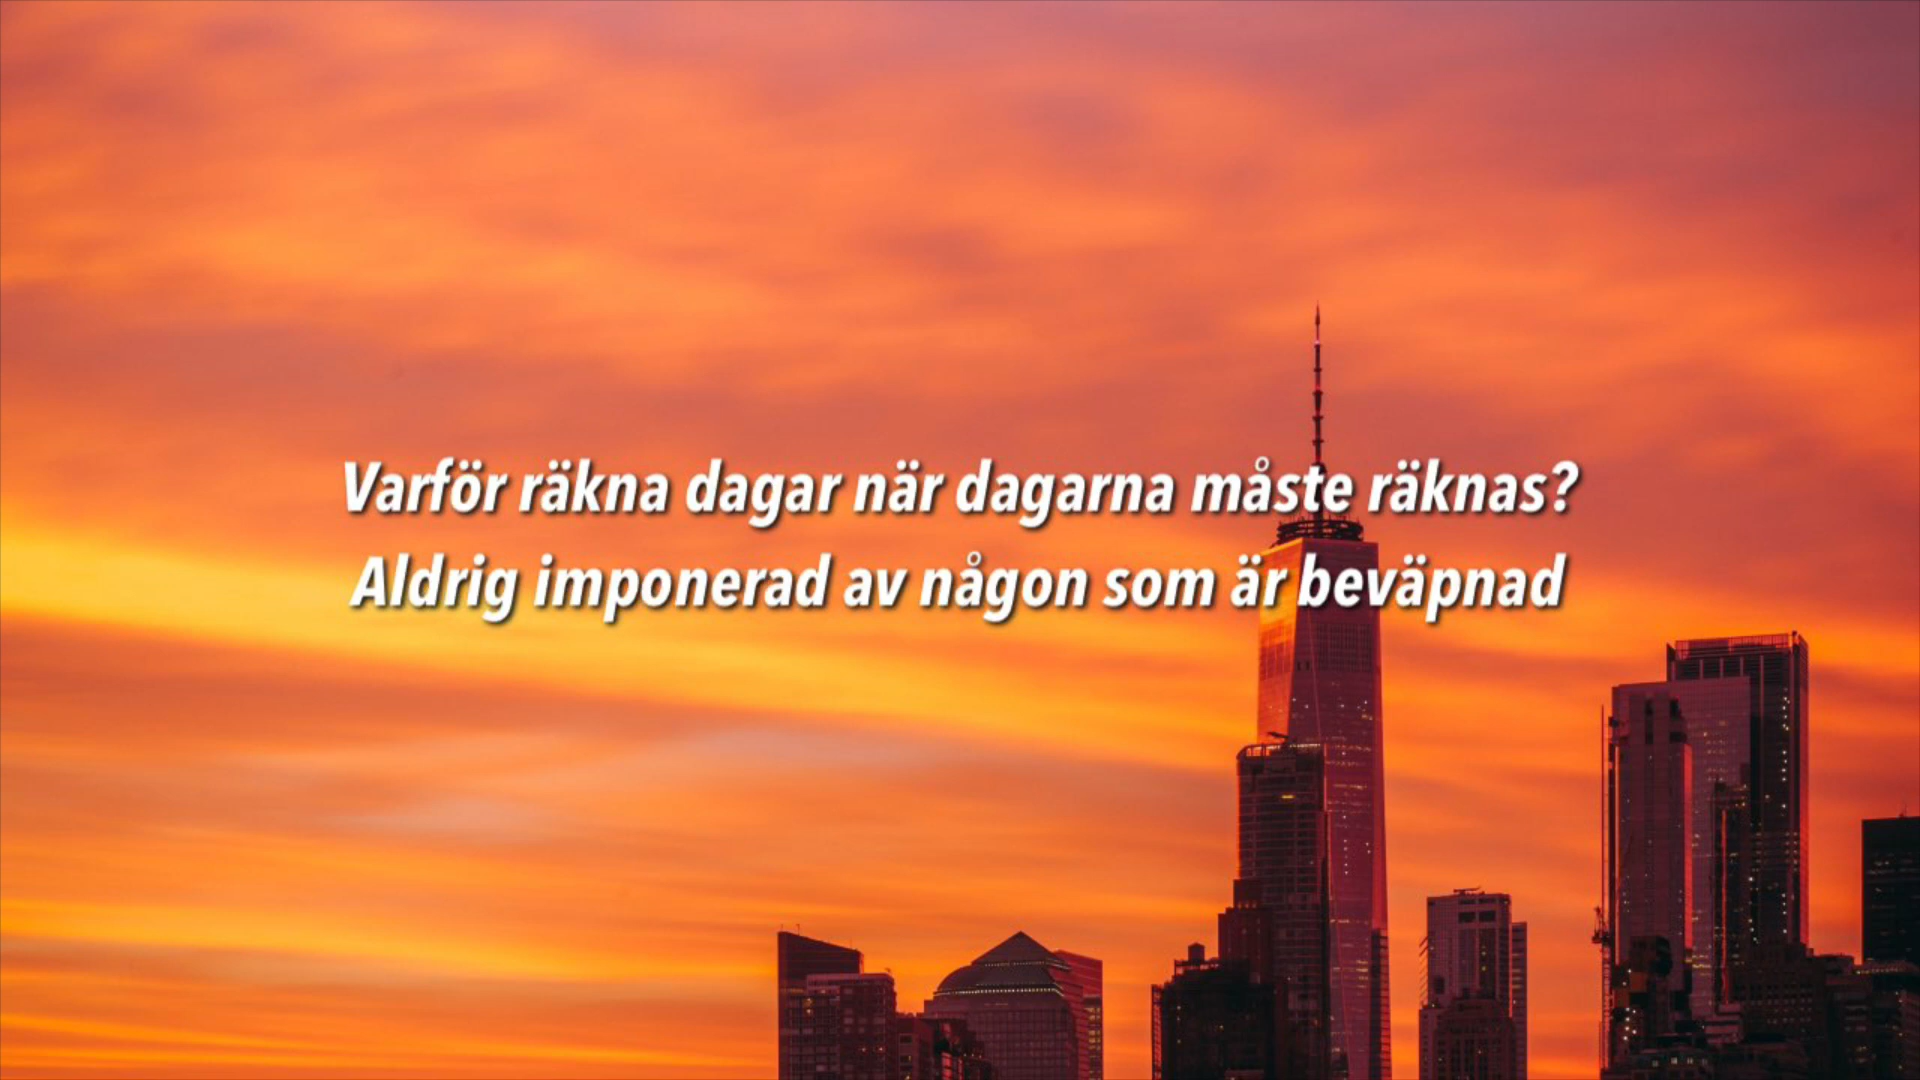 Varför räkna dagar när dagarna måste räknas?
Aldrig imponerad av någon som är beväpnad